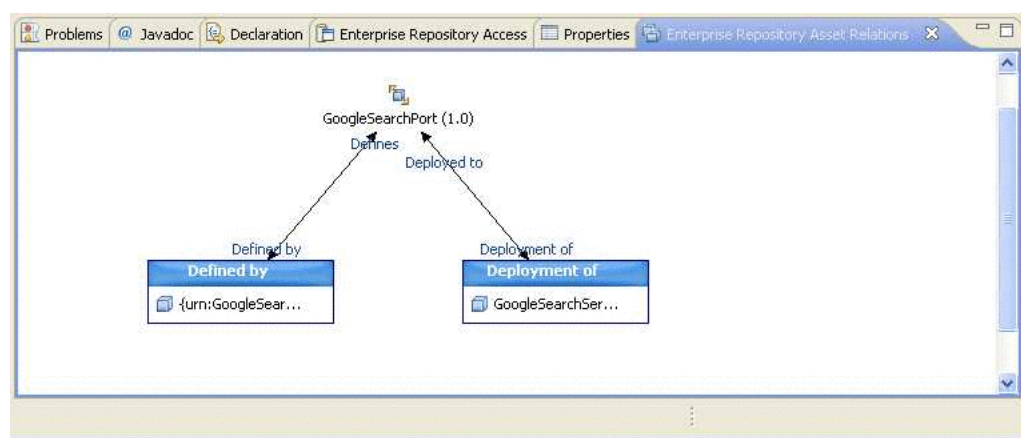 Problems @ Javadoc Declaration Enterprise Repository Access Properties Enterprise Repository Asset Relations
GoogleSearchPort (1.0)
Defines
Deployed to
Defined by
Deployment of
Defined by
Deployment of
{urn:GoogleSear...
GoogleSearchSer...